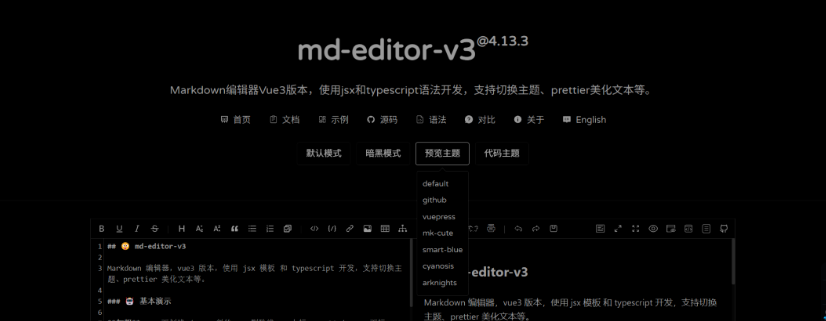 md-editor-v3@4.13.3
Markdown编辑器Vue3版本，使用jsx和typescript语法开发，支持切换主题、prettier美化文本等。
首页 文档 示例 源码 语法 对比 关于 English
默认模式 暗黑模式 预览主题 代码主题
default
github
vuepress
mk-cute
smart-blue
cyanosis
arknights
1 ## 🤔 md-editor-v3
2
3 Markdown 编辑器，vue3 版本，使用 jsx 模板 和 typescript 开发，支持切换主
题、prettier 美化文本等。
4
5 ### 🤖 基本演示
6
d-editor-v3
Markdown 编辑器，vue3 版本，使用 jsx 模板 和 typescript 开发，支持切换
主题、prettier 美化文本等。